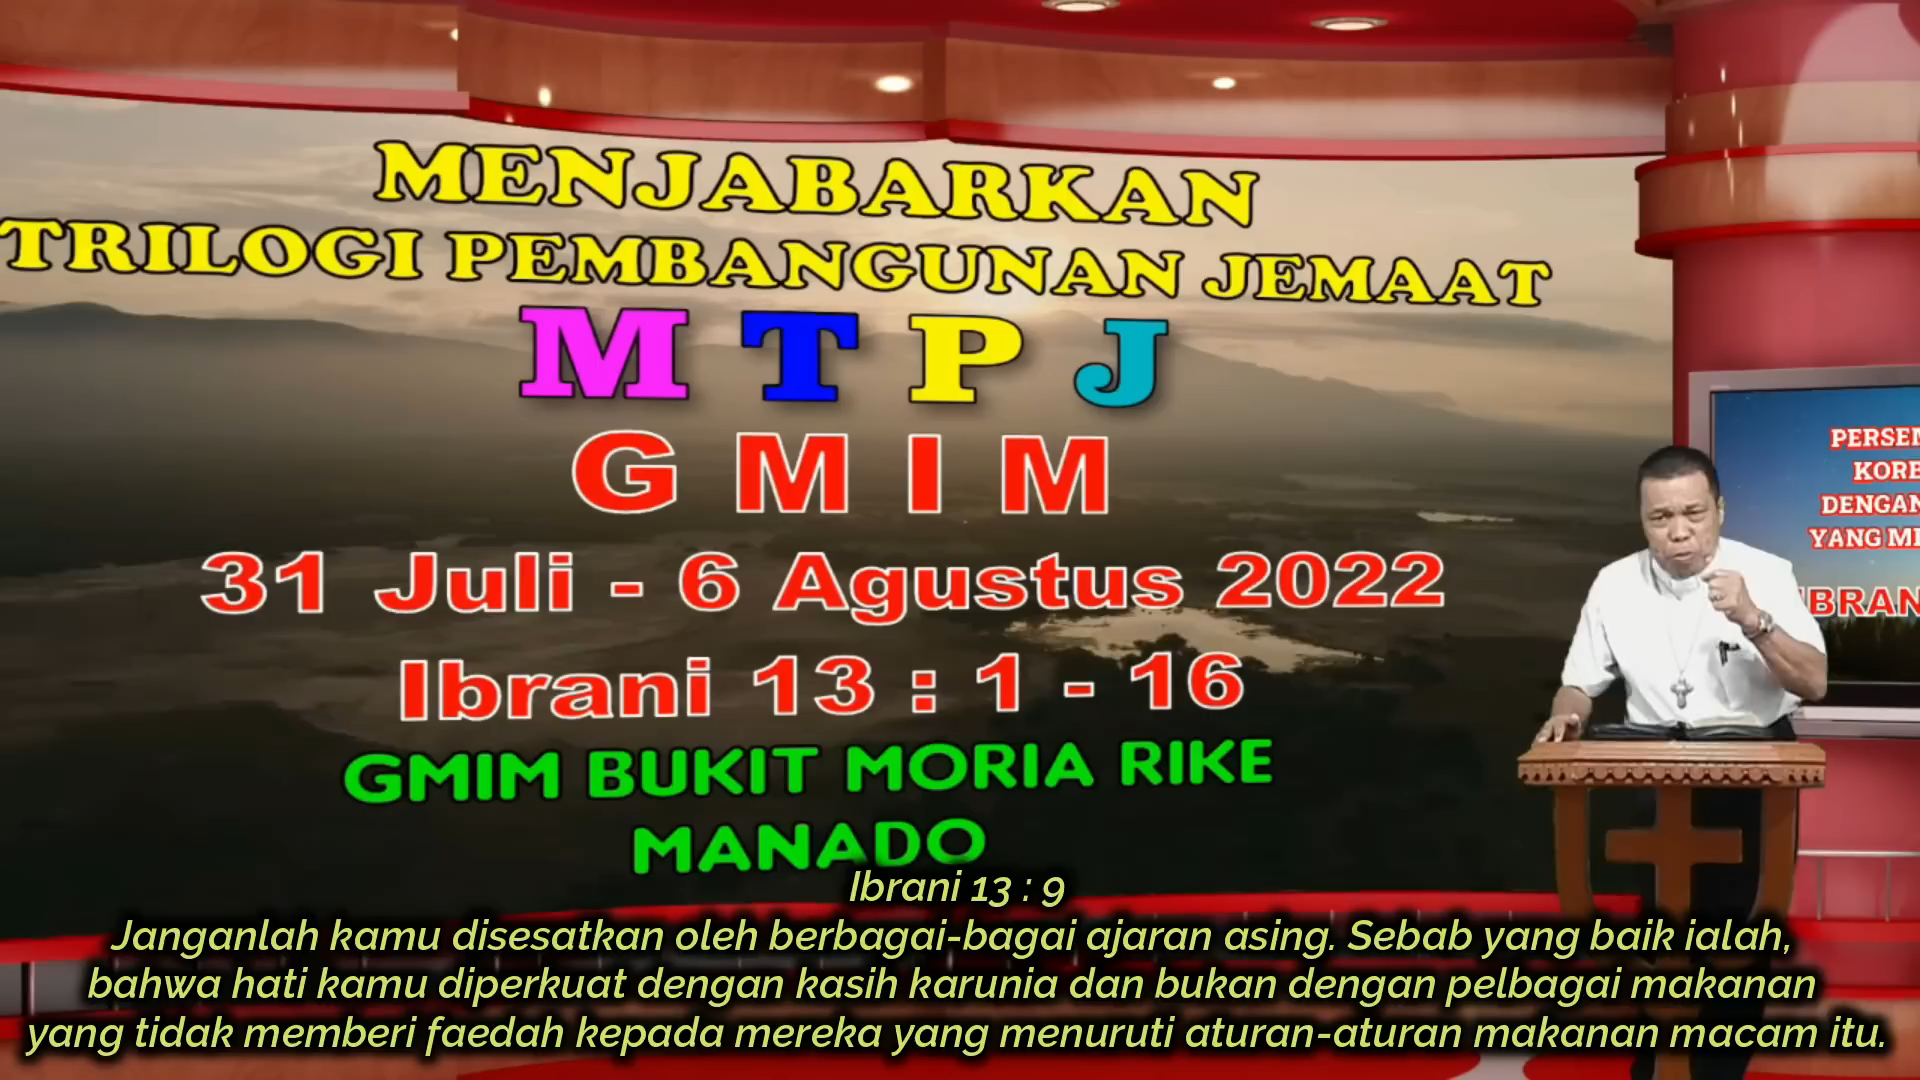 MENJABARKAN
TRILOGI PEMBANGUNAN JEMAAT
M T P J
G M I M
31 Juli - 6 Agustus 2022
Ibrani 13 : 1 - 16
GMIM BUKIT MORIA RIKE
MANADO
DENGAN
YANG
Ibrani 13 : 9
Janganlah kamu disesatkan oleh berbagai-bagai ajaran asing. Sebab yang baik ialah,
bahwa hati kamu diperkuat dengan kasih karunia dan bukan dengan pelbagai makanan
yang tidak memberi faedah kepada mereka yang menuruti aturan-aturan makanan macam itu.